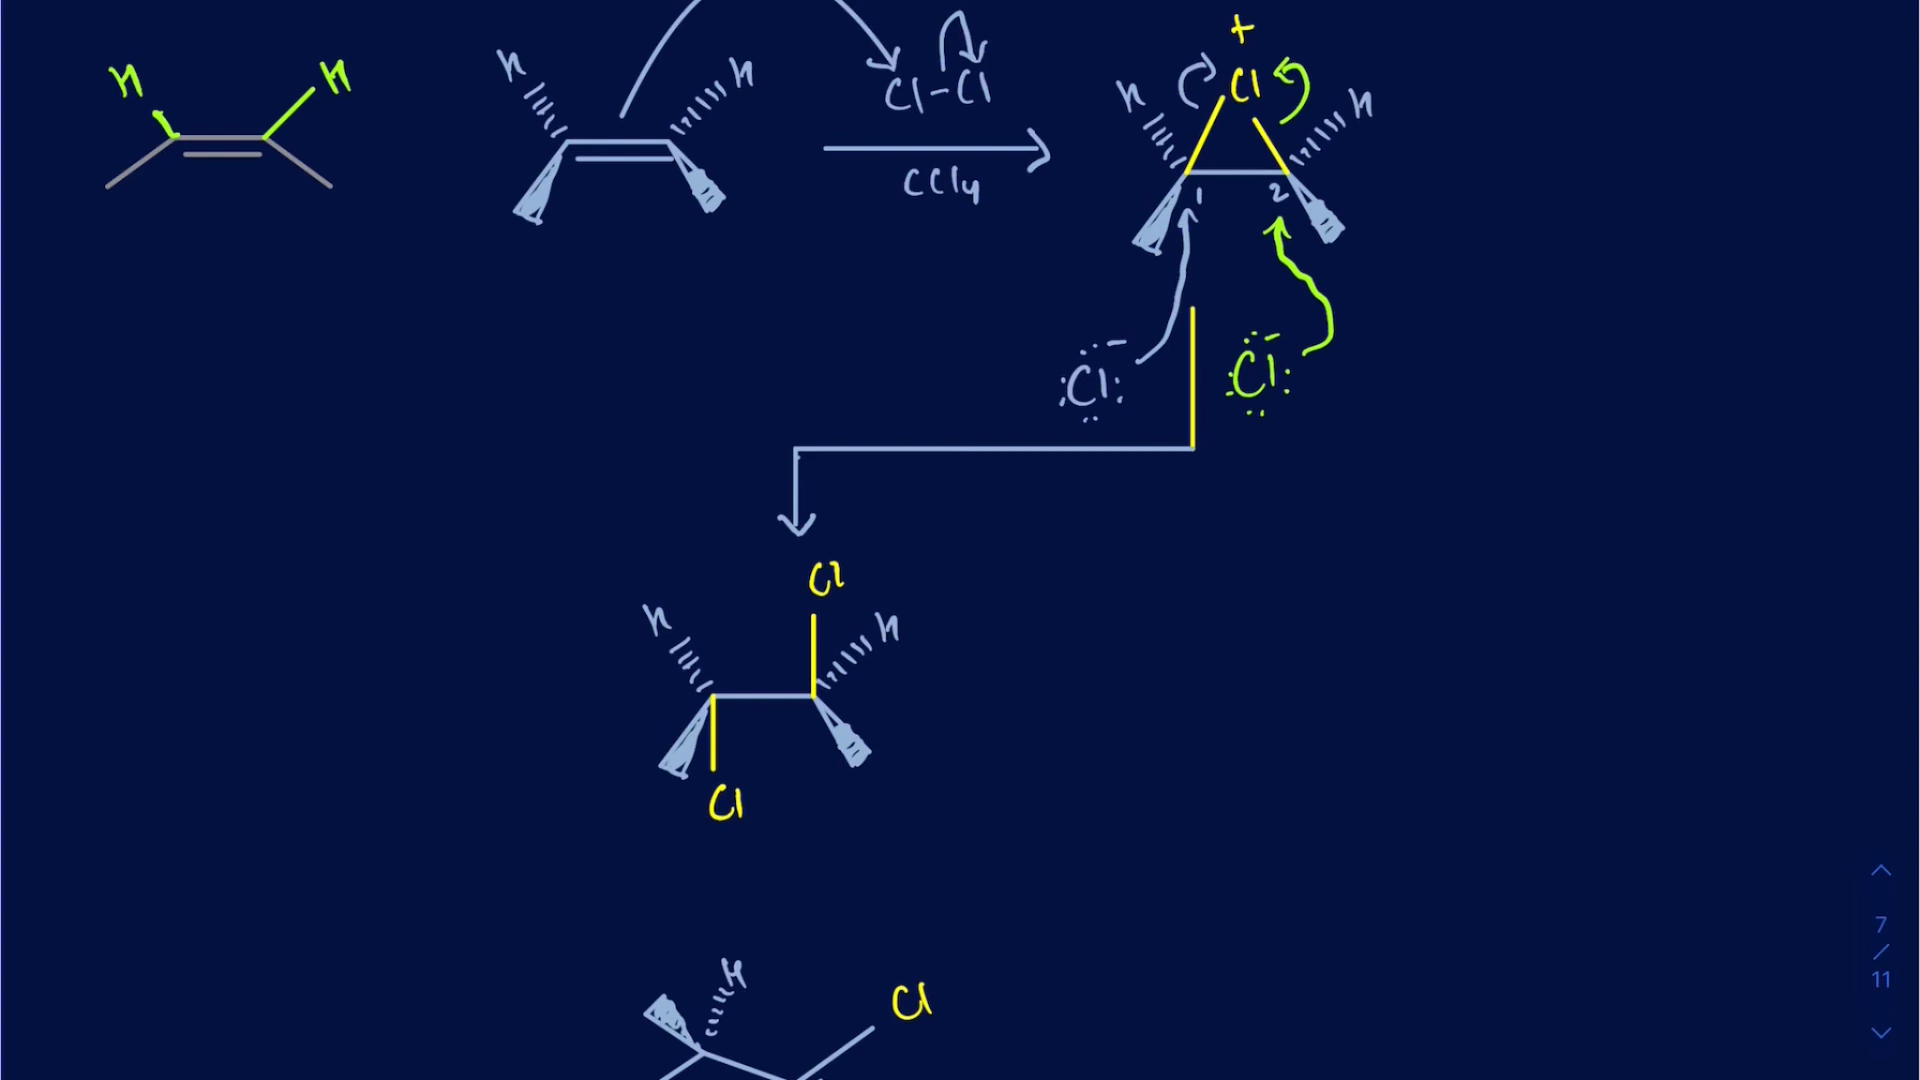 H H
H H
Cl-Cl
CCl4
+
Cl
H H
1 2
:Cl: -
:Cl: -
Cl
H H
Cl
H
Cl
7
/
11